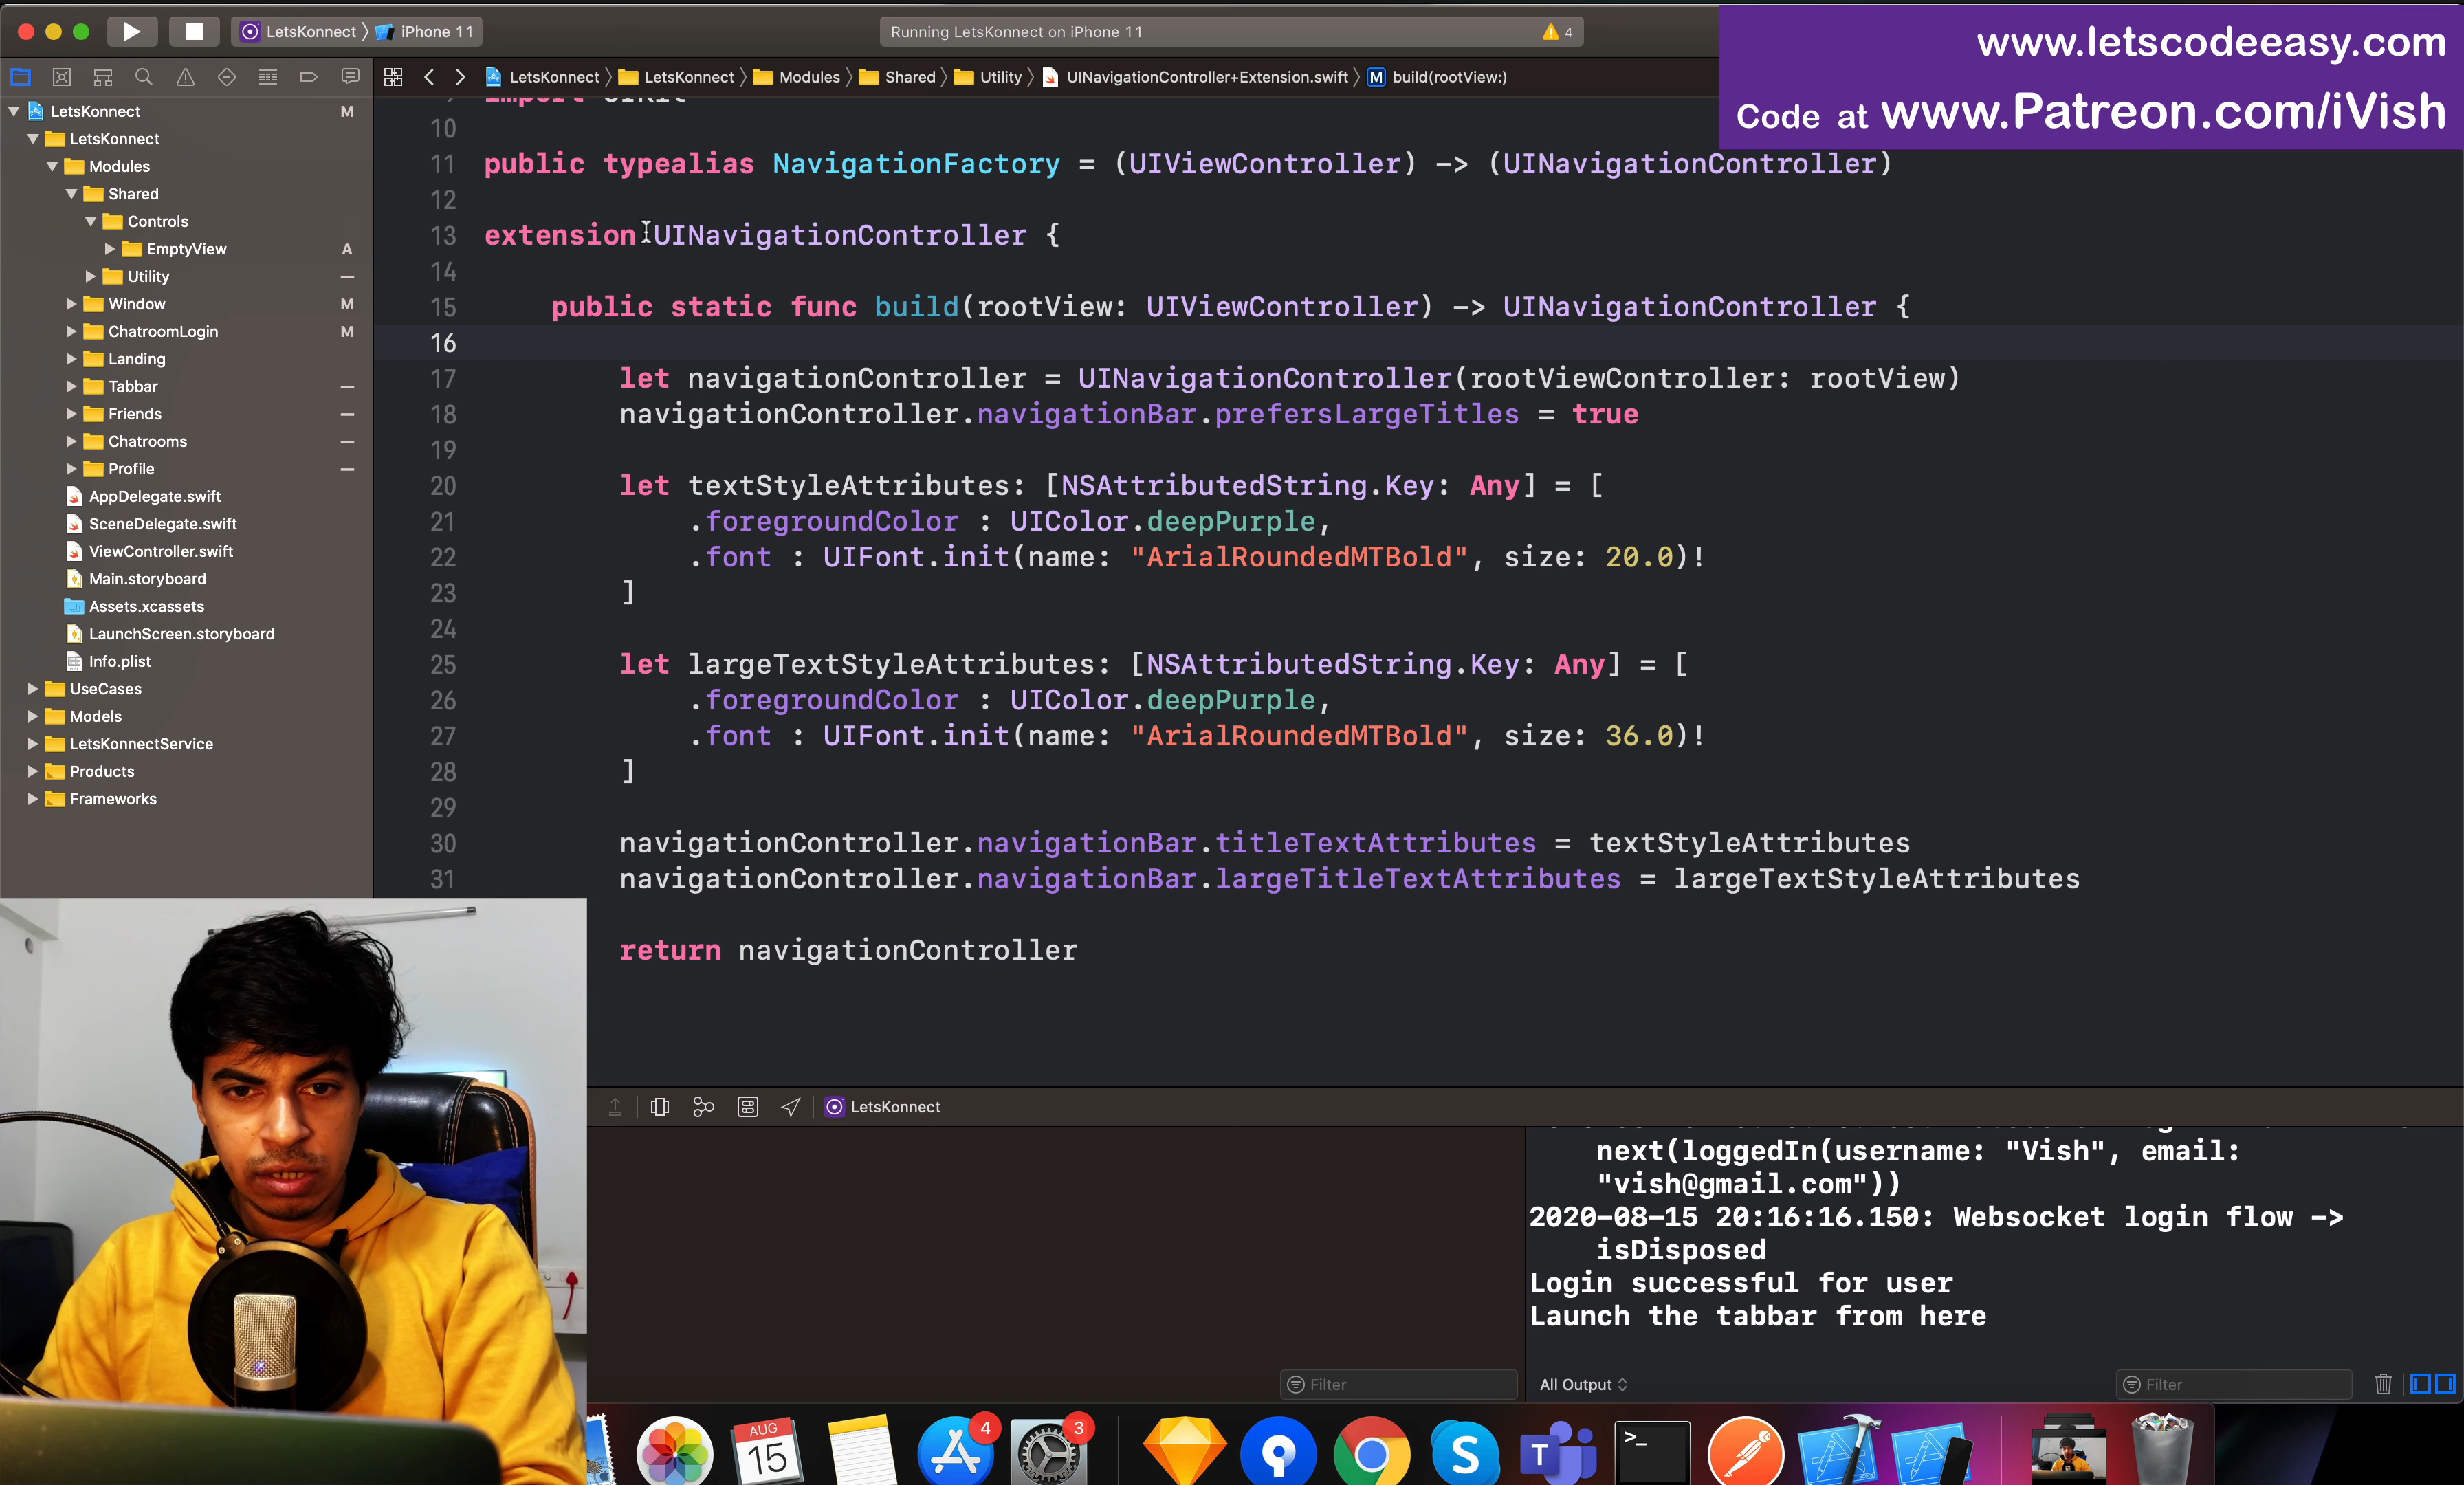 LetsKonnect
iPhone 11
Running LetsKonnect on iPhone 11
4
www.letscodeeasy.com
Code at www.Patreon.com/iVish
LetsKonnect
LetsKonnect
Modules
Shared
Utility
UINavigationController+Extension.swift
M build(rootView:)
LetsKonnect M
LetsKonnect
Modules
Shared
Controls
EmptyView A
Utility
Window M
ChatroomLogin M
Landing
Tabbar
Friends
Chatrooms
Profile
AppDelegate.swift
SceneDelegate.swift
ViewController.swift
Main.storyboard
Assets.xcassets
LaunchScreen.storyboard
Info.plist
UseCases
Models
LetsKonnectService
Products
Frameworks
9 import UIKit
10
11 public typealias NavigationFactory = (UIViewController) -> (UINavigationController)
12
13 extension UINavigationController {
14
15 public static func build(rootView: UIViewController) -> UINavigationController {
16
17 let navigationController = UINavigationController(rootViewController: rootView)
18 navigationController.navigationBar.prefersLargeTitles = true
19
20 let textStyleAttributes: [NSAttributedString.Key: Any] = [
21 .foregroundColor : UIColor.deepPurple,
22 .font : UIFont.init(name: "ArialRoundedMTBold", size: 20.0)!
23 ]
24
25 let largeTextStyleAttributes: [NSAttributedString.Key: Any] = [
26 .foregroundColor : UIColor.deepPurple,
27 .font : UIFont.init(name: "ArialRoundedMTBold", size: 36.0)!
28 ]
29
30 navigationController.navigationBar.titleTextAttributes = textStyleAttributes
31 navigationController.navigationBar.largeTitleTextAttributes = largeTextStyleAttributes
return navigationController
LetsKonnect
next(loggedIn(username: "Vish", email:
"vish@gmail.com"))
2020-08-15 20:16:16.150: Websocket login flow ->
isDisposed
Login successful for user
Launch the tabbar from here
Filter
All Output
Filter
AUG
15
4
3
S
T
>_